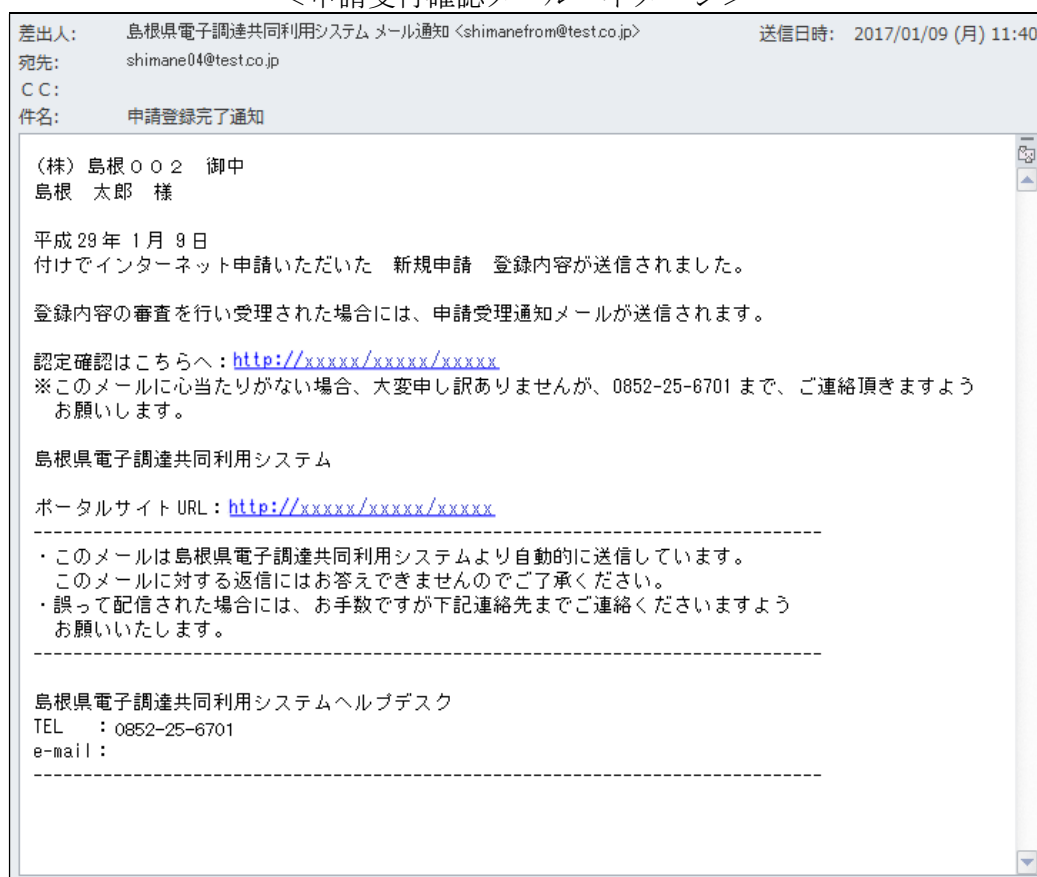 ＜申請受付確認メール イメージ＞
差出人: 島根県電子調達共同利用システム メール通知 <shimanefrom@test.co.jp> 送信日時: 2017/01/09 (月) 11:40
宛先: shimane04@test.co.jp
CC:
件名: 申請登録完了通知
（株）島根００２　御中
島根　太郎　様
平成 29 年 1 月 9 日
付けでインターネット申請いただいた　新規申請　登録内容が送信されました。
登録内容の審査を行い受理された場合には、申請受理通知メールが送信されます。
認定確認はこちらへ：http://xxxxx/xxxxx/xxxxx
※このメールに心当たりがない場合、大変申し訳ありませんが、0852-25-6701 まで、ご連絡頂きますよう
お願いします。
島根県電子調達共同利用システム
ポータルサイト URL：http://xxxxx/xxxxx/xxxxx
--------------------------------------------------------------------------------
・このメールは島根県電子調達共同利用システムより自動的に送信しています。
このメールに対する返信にはお答えできませんのでご了承ください。
・誤って配信された場合には、お手数ですが下記連絡先までご連絡くださいますよう
お願いいたします。
--------------------------------------------------------------------------------
島根県電子調達共同利用システムヘルプデスク
TEL　：0852-25-6701
e-mail：
--------------------------------------------------------------------------------